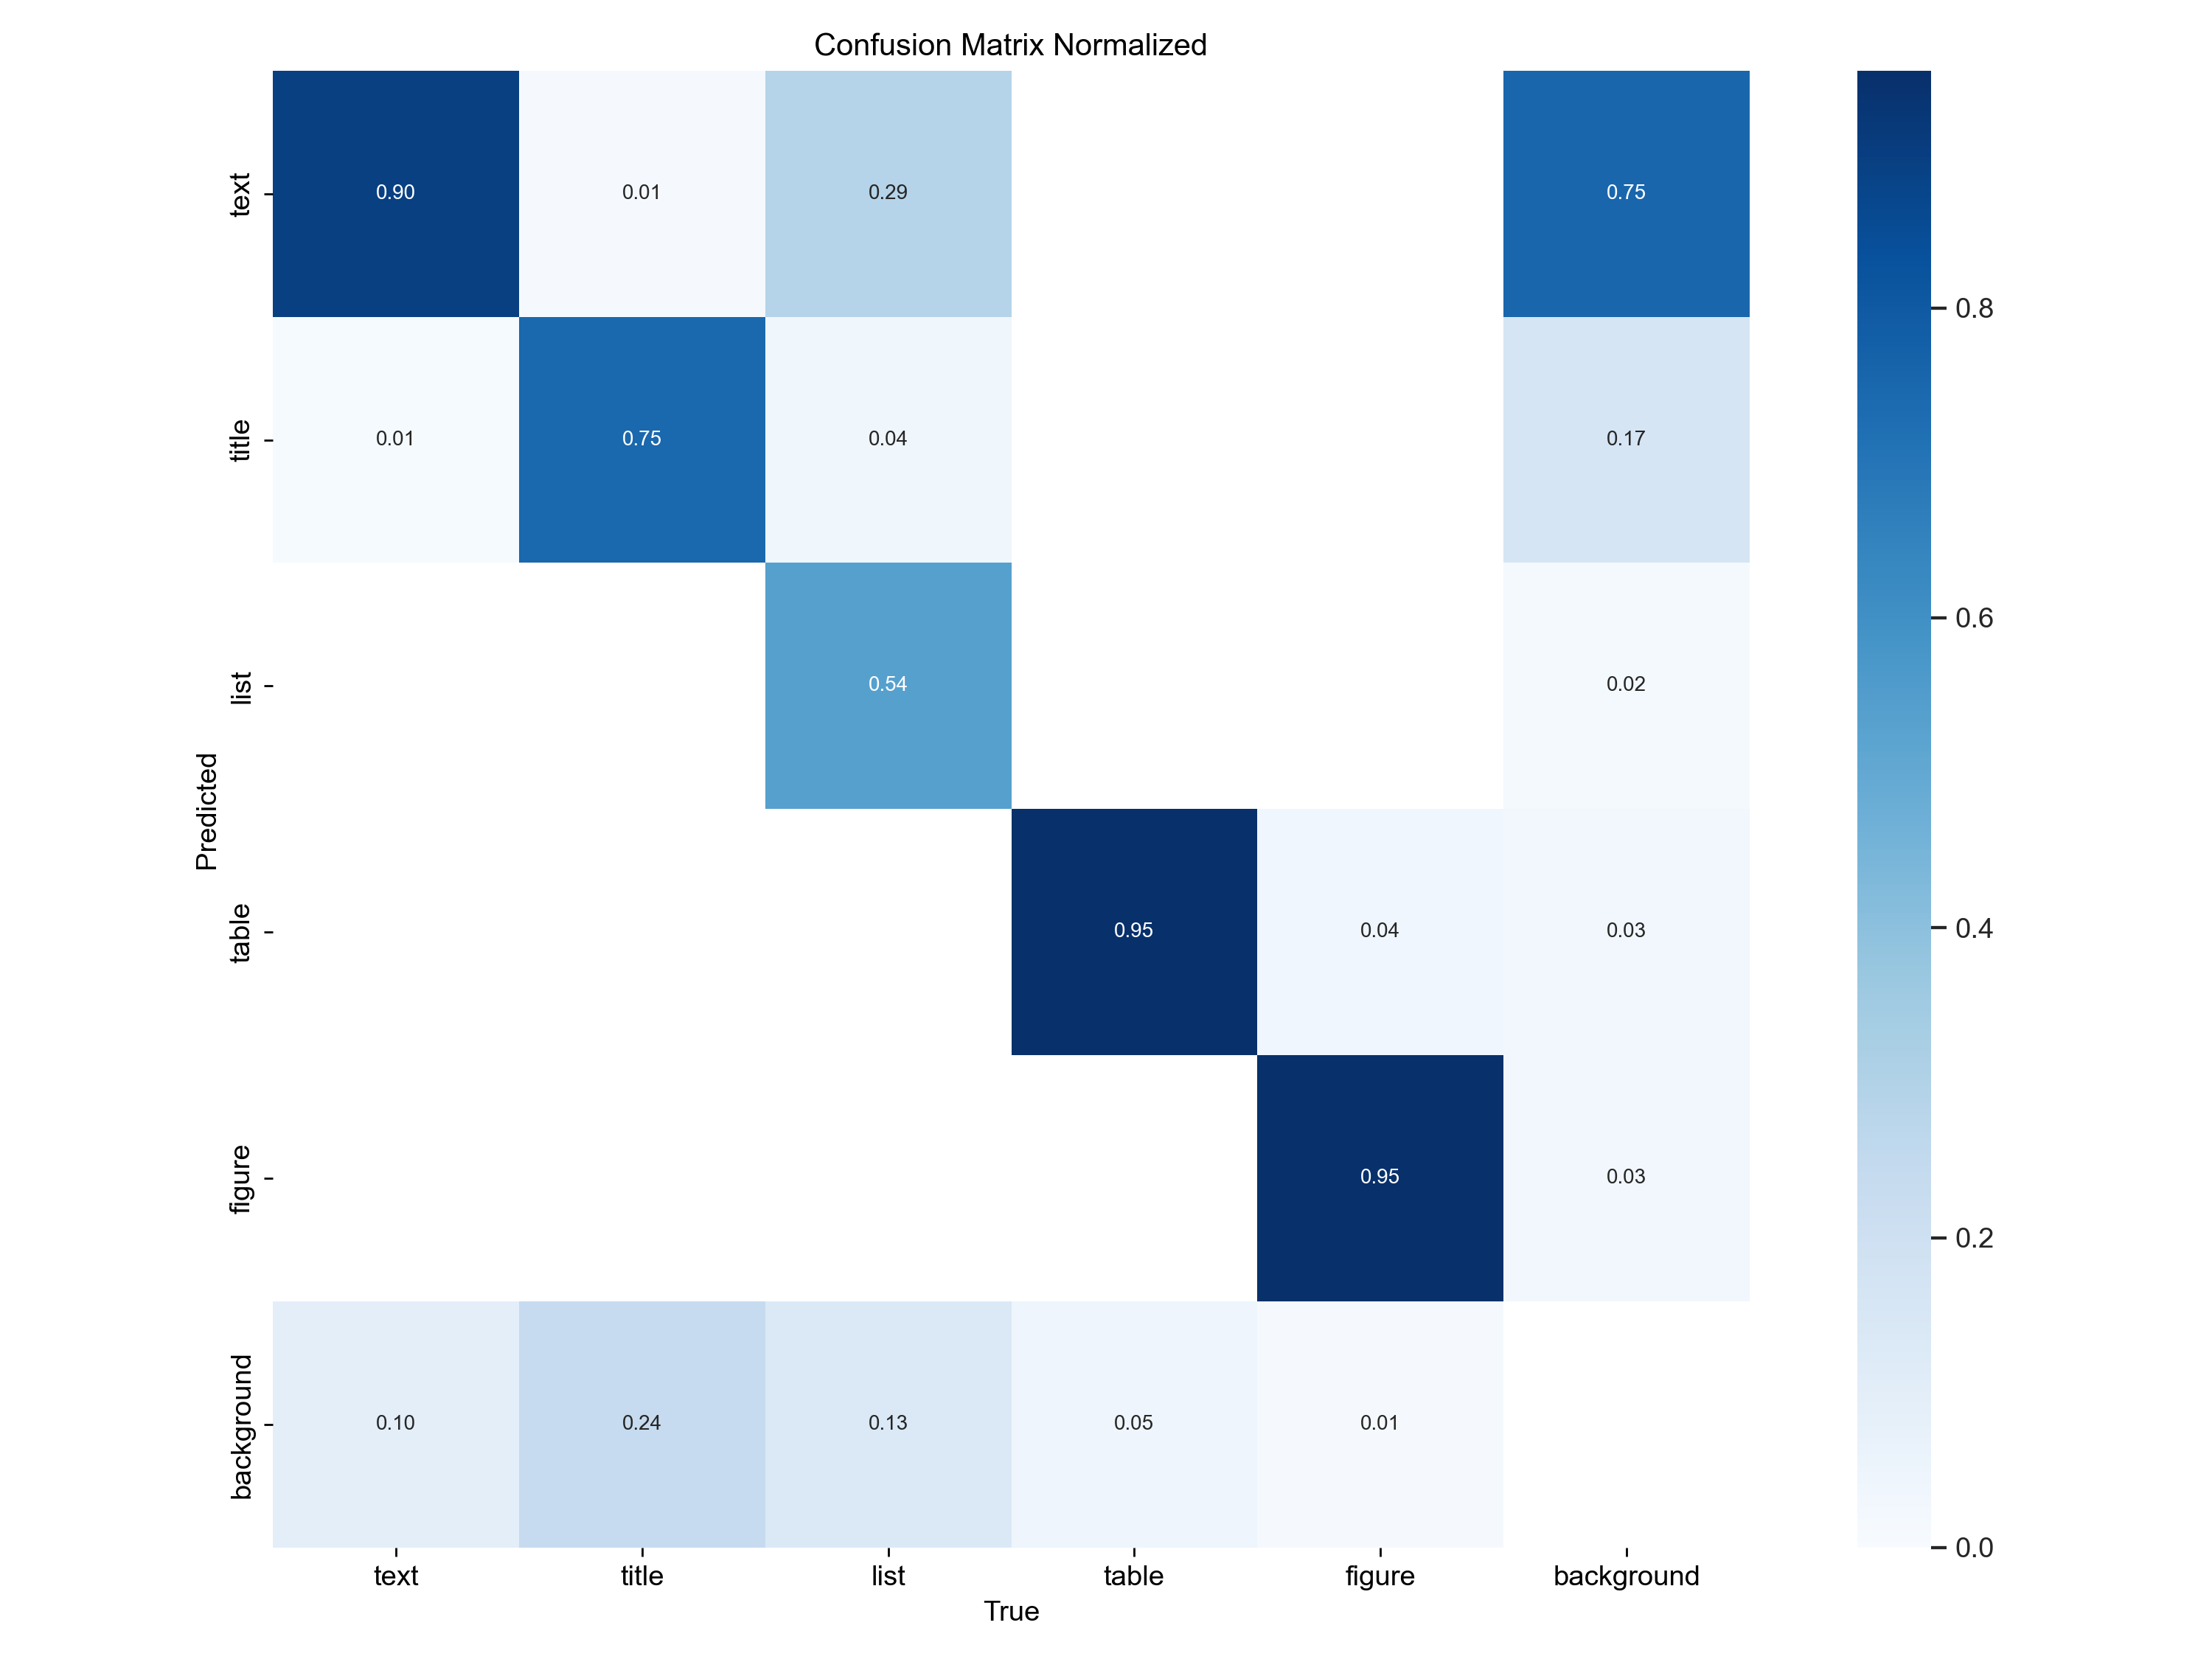 Confusion Matrix Normalized
text 0.90 0.01 0.29 0.75
0.8
title 0.01 0.75 0.04 0.17
0.6
list 0.54 0.02
Predicted
table 0.95 0.04 0.03
0.4
figure 0.95 0.03
0.2
background 0.10 0.24 0.13 0.05 0.01
0.0
text title list table figure background
True